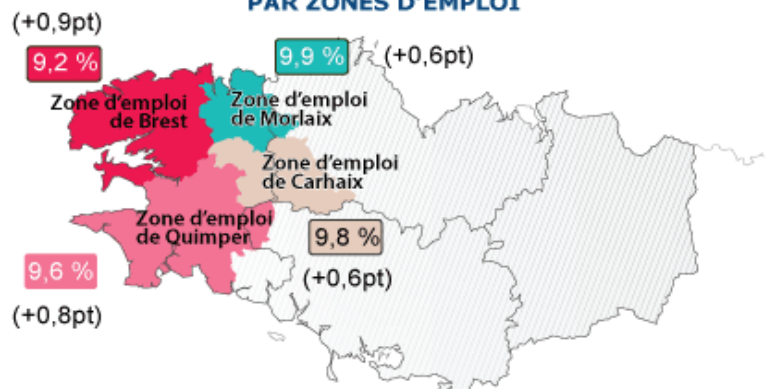 PAR ZONES D'EMPLOI
(+0,9pt)
9,2 %
9,9 %
(+0,6pt)
Zone d'emploi
de Brest
Zone d'emploi
de Morlaix
Zone d'emploi
de Carhaix
Zone d'emploi
de Quimper
9,8 %
(+0,6pt)
9,6 %
(+0,8pt)